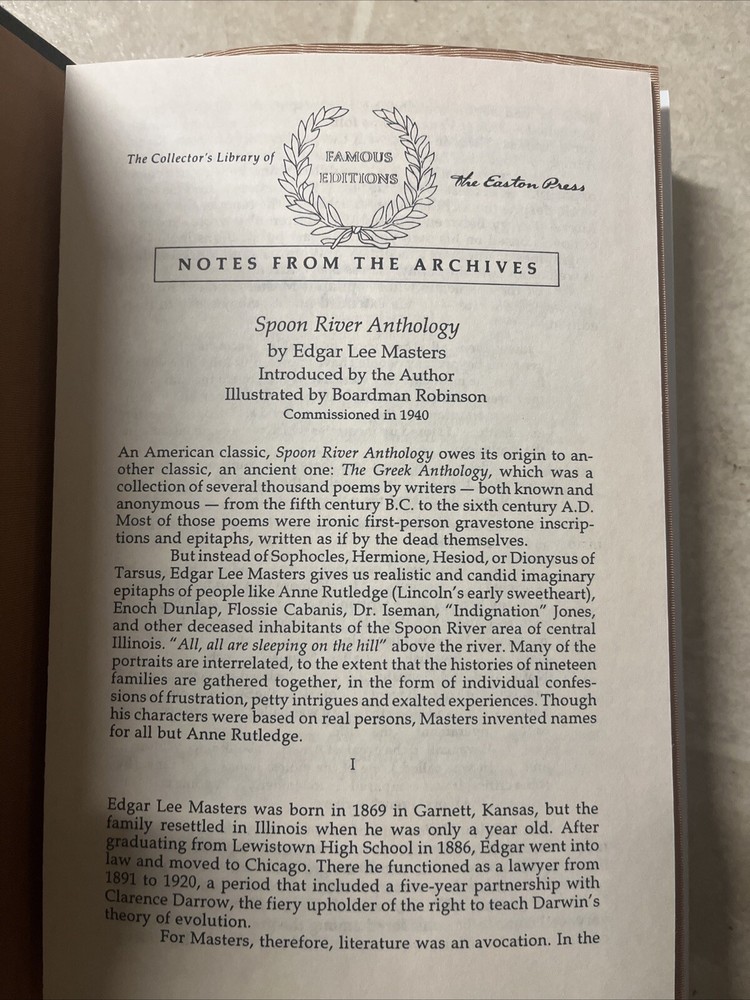 The Collector's Library of
FAMOUS
EDITIONS
The Easton Press
NOTES FROM THE ARCHIVES
Spoon River Anthology
by Edgar Lee Masters
Introduced by the Author
Illustrated by Boardman Robinson
Commissioned in 1940
An American classic, Spoon River Anthology owes its origin to an-
other classic, an ancient one: The Greek Anthology, which was a
collection of several thousand poems by writers — both known and
anonymous — from the fifth century B.C. to the sixth century A.D.
Most of those poems were ironic first-person gravestone inscrip-
tions and epitaphs, written as if by the dead themselves.
But instead of Sophocles, Hermione, Hesiod, or Dionysus of
Tarsus, Edgar Lee Masters gives us realistic and candid imaginary
epitaphs of people like Anne Rutledge (Lincoln's early sweetheart),
Enoch Dunlap, Flossie Cabanis, Dr. Iseman, "Indignation" Jones,
and other deceased inhabitants of the Spoon River area of central
Illinois. "All, all are sleeping on the hill" above the river. Many of the
portraits are interrelated, to the extent that the histories of nineteen
families are gathered together, in the form of individual confes-
sions of frustration, petty intrigues and exalted experiences. Though
his characters were based on real persons, Masters invented names
for all but Anne Rutledge.
I
Edgar Lee Masters was born in 1869 in Garnett, Kansas, but the
family resettled in Illinois when he was only a year old. After
graduating from Lewistown High School in 1886, Edgar went into
law and moved to Chicago. There he functioned as a lawyer from
1891 to 1920, a period that included a five-year partnership with
Clarence Darrow, the fiery upholder of the right to teach Darwin's
theory of evolution.
For Masters, therefore, literature was an avocation. In the